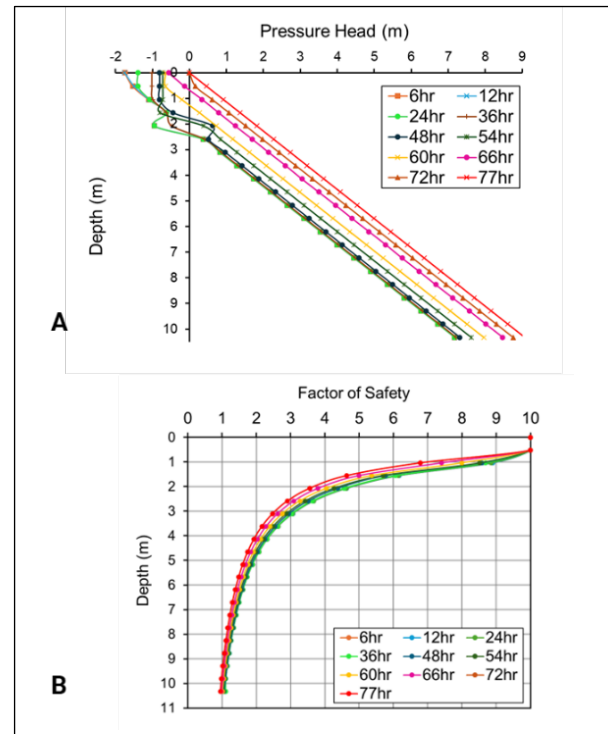 Pressure Head (m)
-2 -1 0 1 2 3 4 5 6 7 8 9
1
2
3
4
5
6
7
8
9
10
Depth (m)
6hr 12hr
24hr 36hr
48hr 54hr
60hr 66hr
72hr 77hr
A
Factor of Safety
0 1 2 3 4 5 6 7 8 9 10
0
1
2
3
4
5
6
7
8
9
10
11
Depth (m)
6hr 12hr 24hr
36hr 48hr 54hr
60hr 66hr 72hr
77hr
B